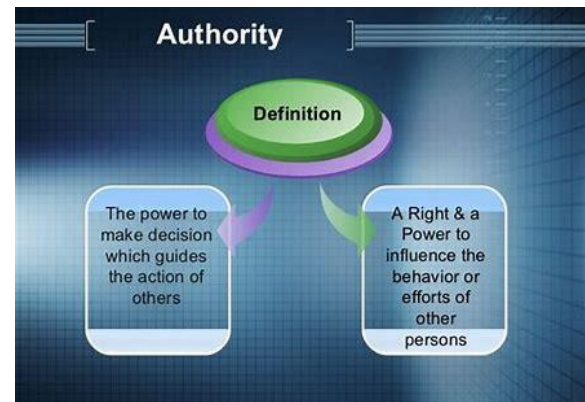 Authority
Definition
The power to
make decision
which guides
the action of
others
A Right & a
Power to
influence the
behavior or
efforts of
other
persons